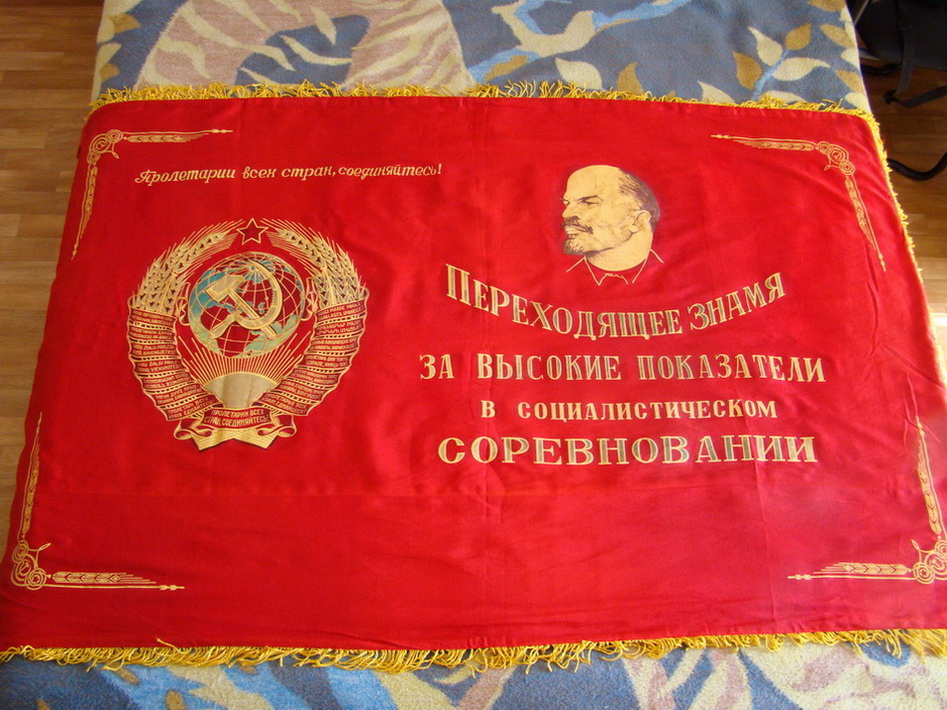 Пролетарии всех стран, соединяйтесь!
ПРОЛЕТАРИИ ВСЕХ
СТРАН, СОЕДИНЯЙТЕСЬ!
ПЕРЕХОДЯЩЕЕ ЗНАМЯ
ЗА ВЫСОКИЕ ПОКАЗАТЕЛИ
В СОЦИАЛИСТИЧЕСКОМ
СОРЕВНОВАНИИ